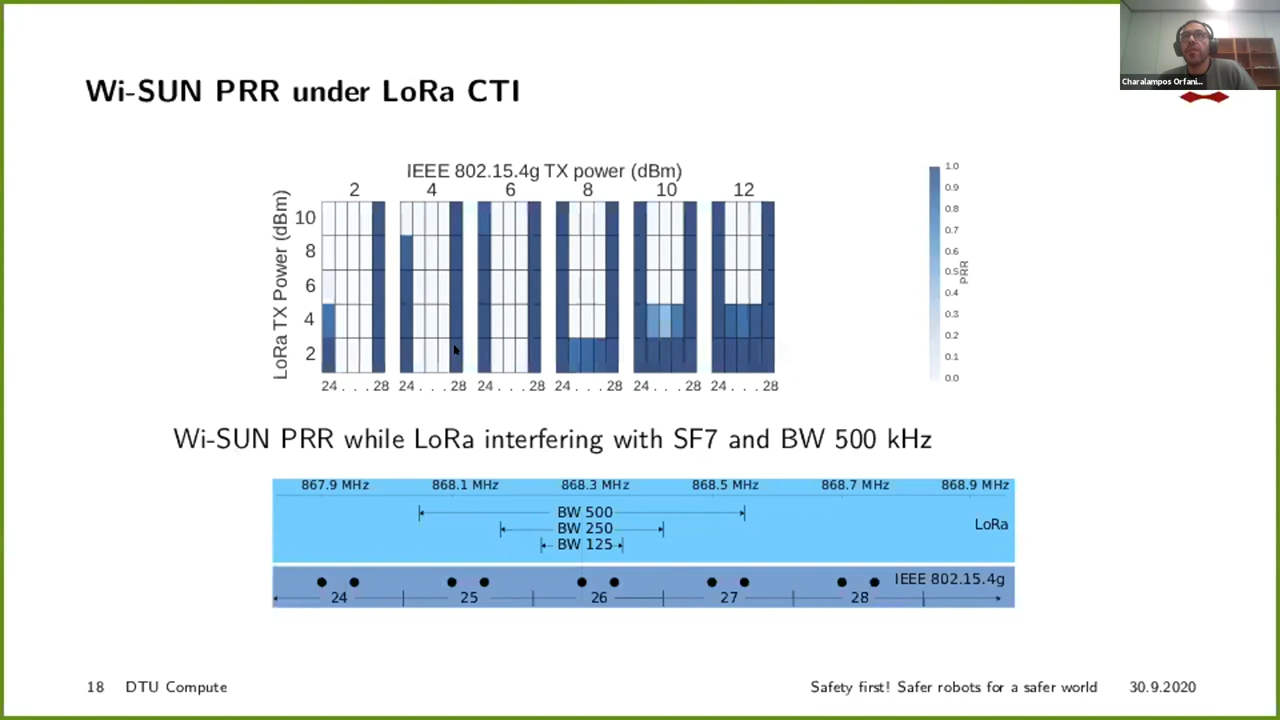 Charalampos Orfani...
Wi-SUN PRR under LoRa CTI
IEEE 802.15.4g TX power (dBm)
2 4 6 8 10 12
LoRa TX Power (dBm)
10
8
6
4
2
24 . . . 28 24 . . . 28 24 . . . 28 24 . . . 28 24 . . . 28 24 . . . 28
1.0
0.9
0.8
0.7
0.6
0.5
0.4
0.3
0.2
0.1
0.0
PRR
Wi-SUN PRR while LoRa interfering with SF7 and BW 500 kHz
867.9 MHz 868.1 MHz 868.3 MHz 868.5 MHz 868.7 MHz 868.9 MHz
BW 500
LoRa
BW 250
BW 125
IEEE 802.15.4g
24 25 26 27 28
18 DTU Compute Safety first! Safer robots for a safer world 30.9.2020